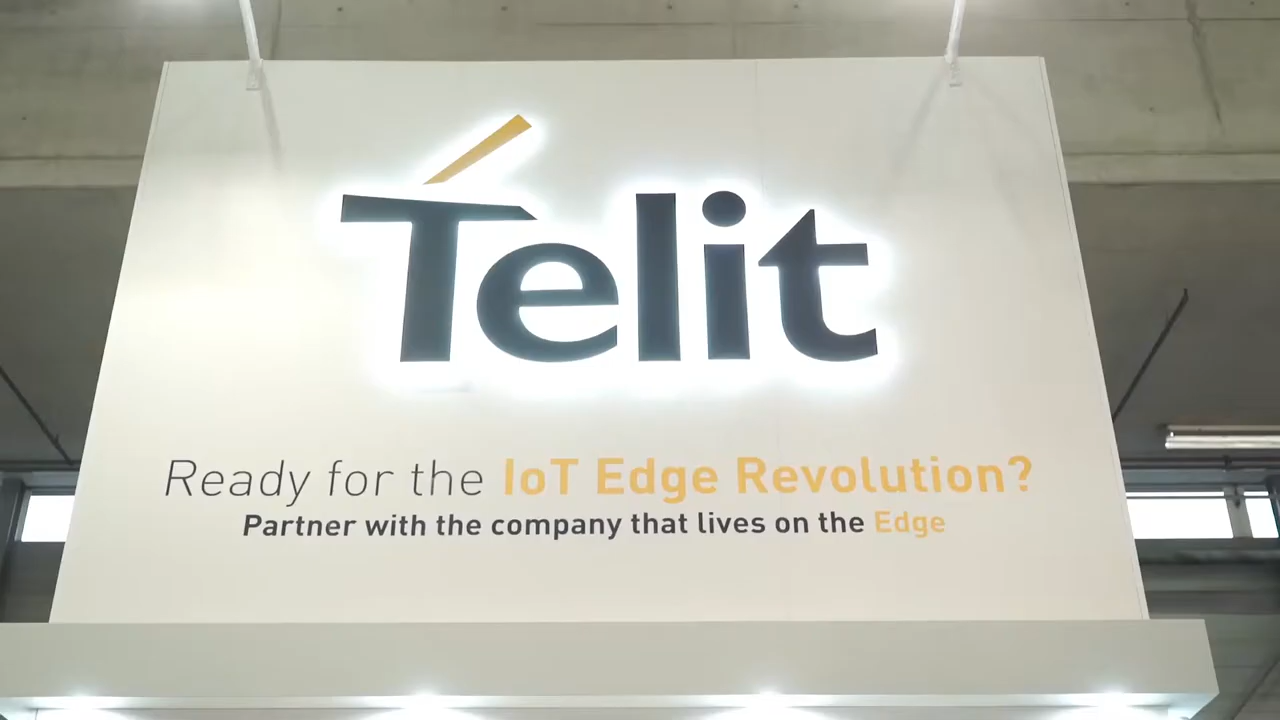 Telit
Ready for the IoT Edge Revolution?
Partner with the company that lives on the Edge